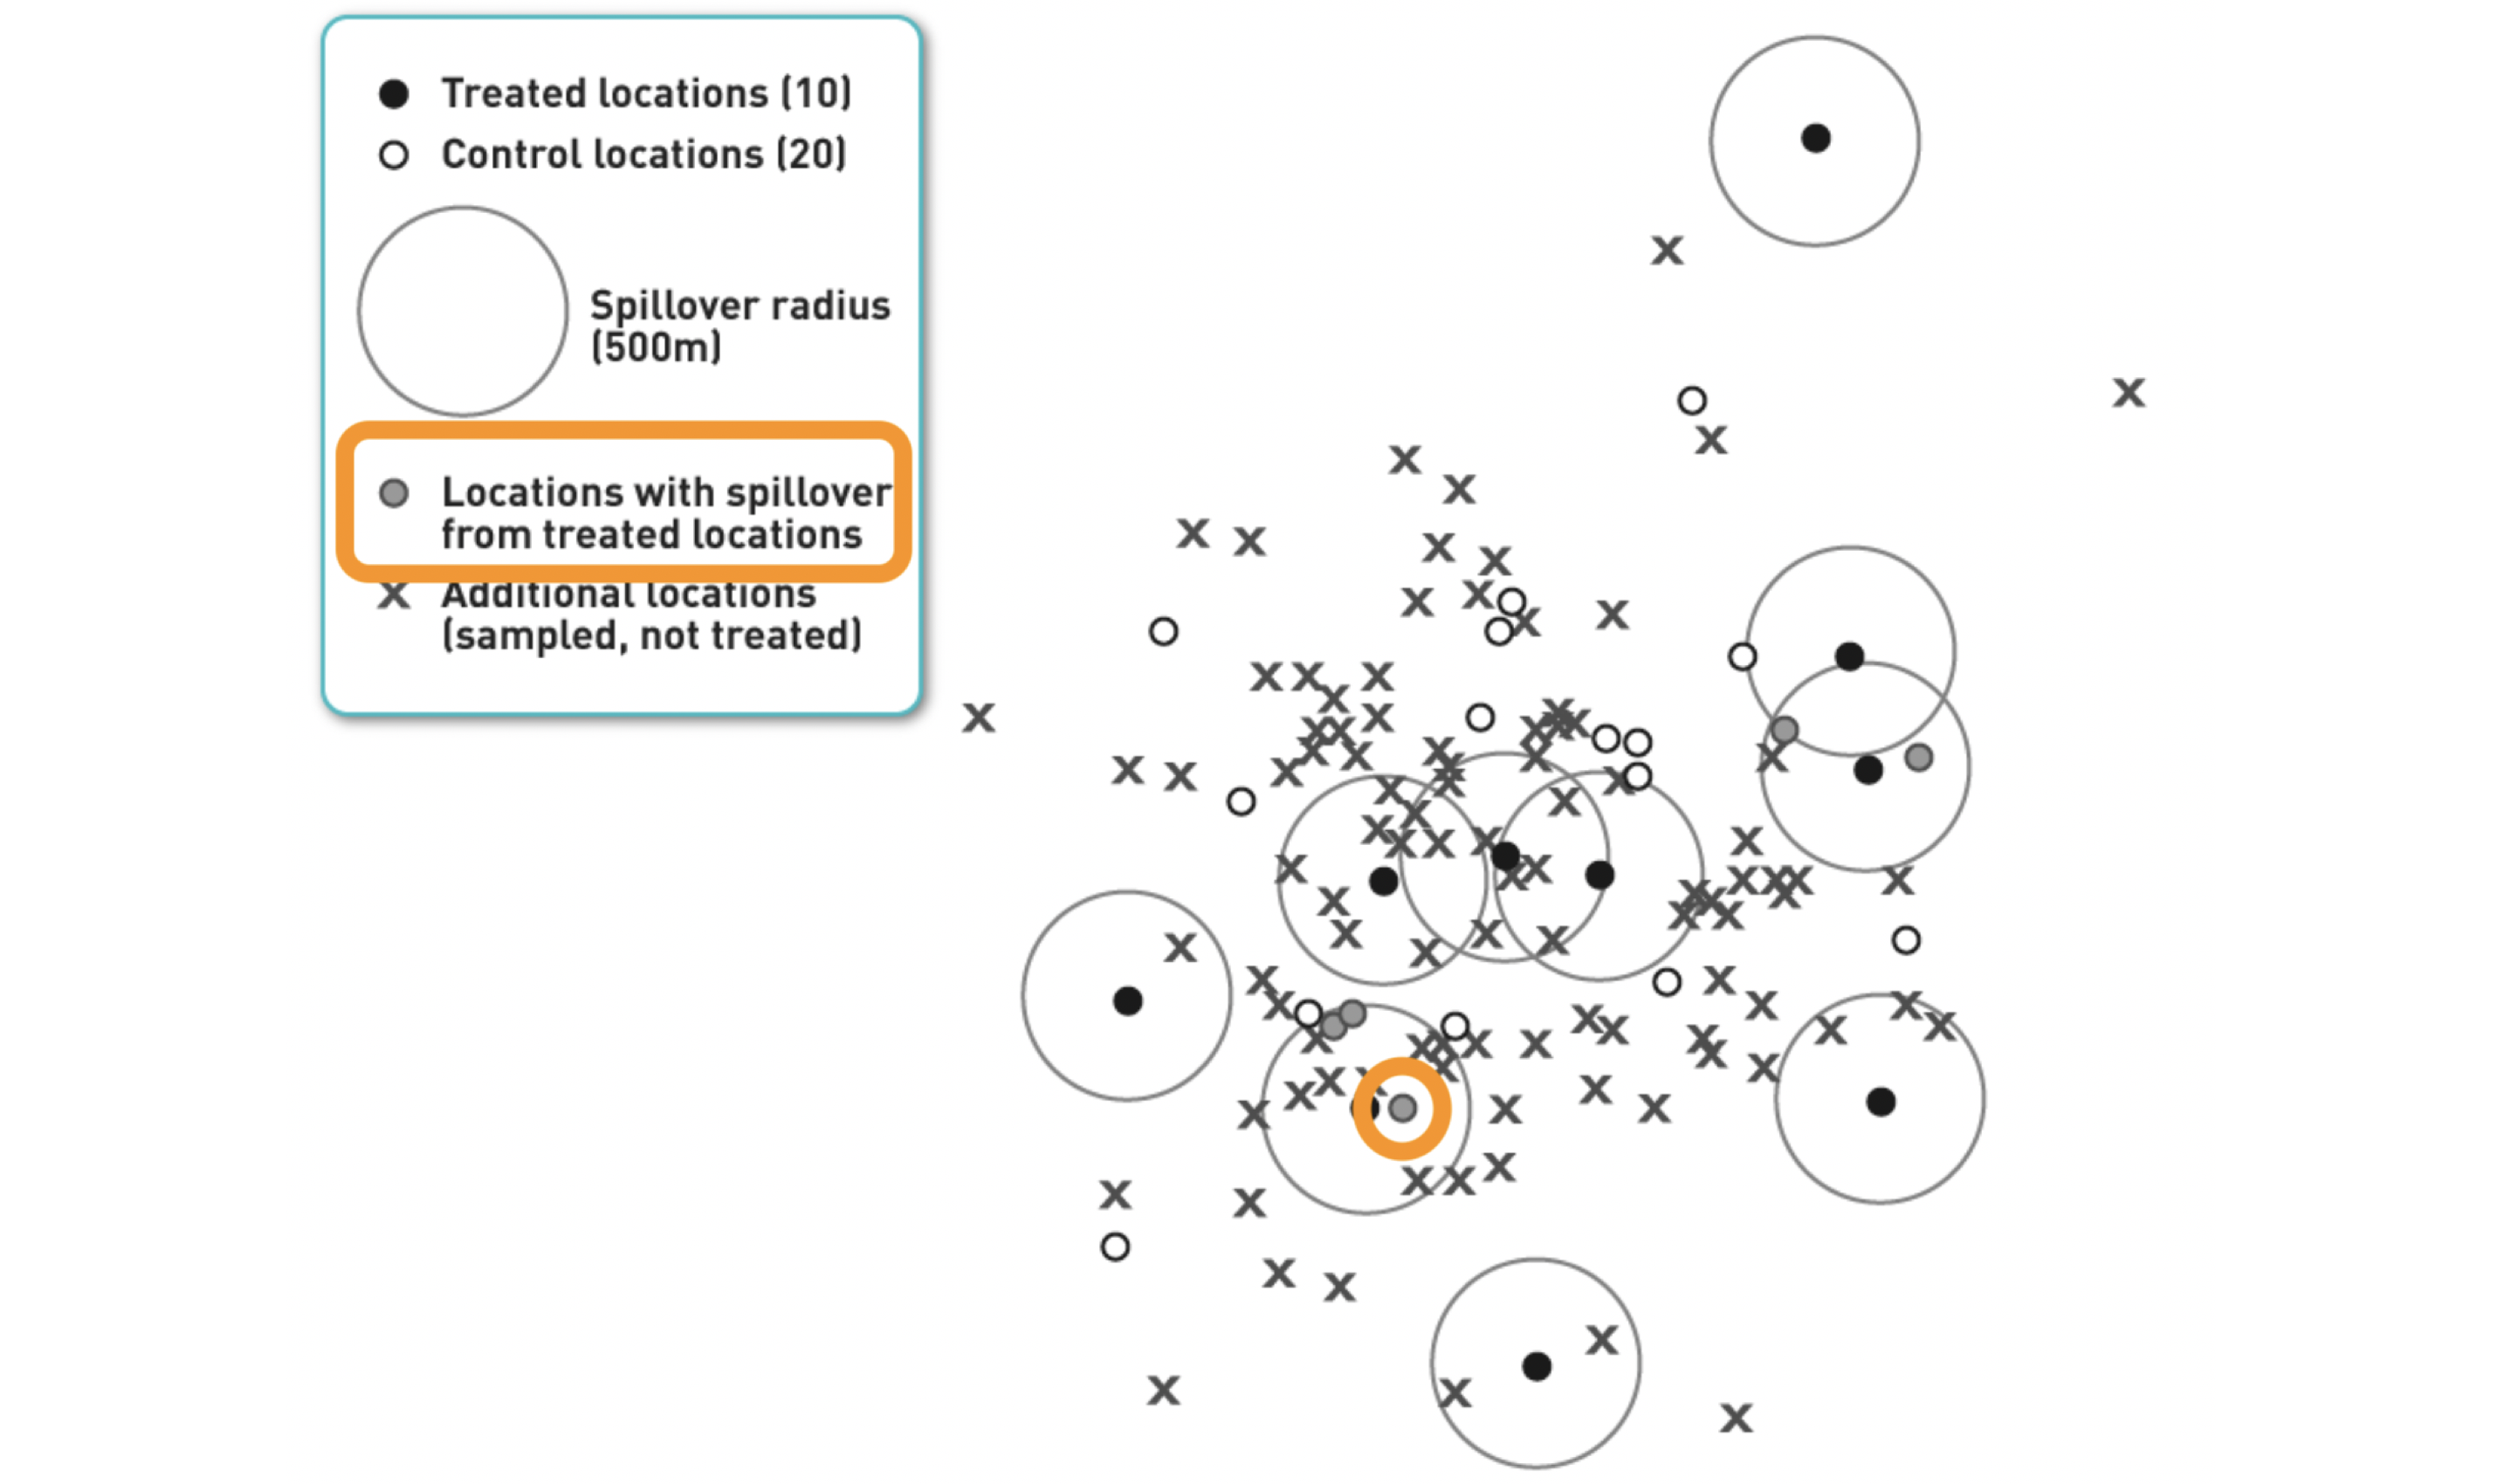 Treated locations (10)
Control locations (20)
Spillover radius
(500m)
Locations with spillover
from treated locations
Additional locations
(sampled, not treated)